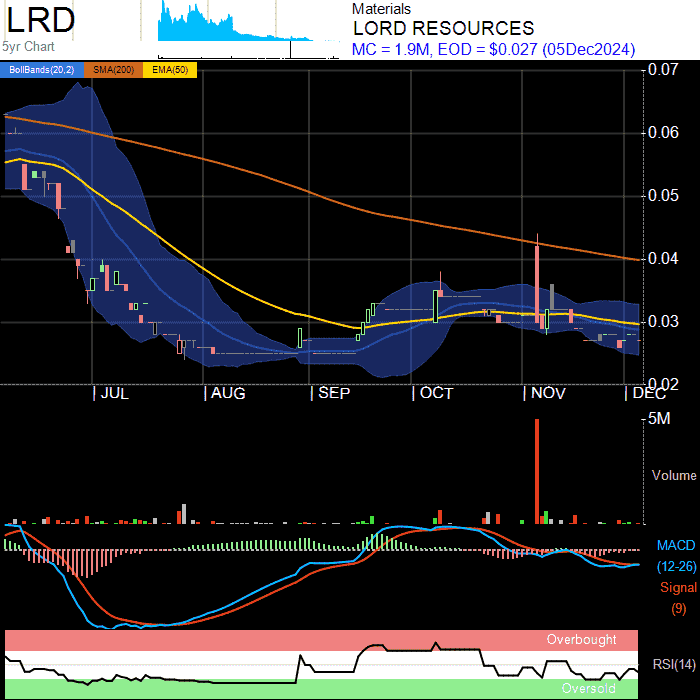 LRD
5yr Chart
Materials
LORD RESOURCES
MC = 1.9M, EOD = $0.027 (05Dec2024)
BollBands(20,2) SMA(200) EMA(50)
0.07
0.06
0.05
0.04
0.03
0.02
| JUL | AUG | SEP | OCT | NOV | DEC
5M
Volume
MACD
(12-26)
Signal
(9)
Overbought
RSI(14)
Oversold